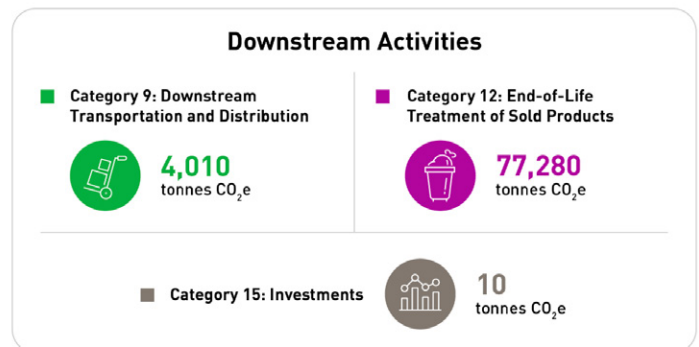 Downstream Activities
Category 9: Downstream
Transportation and Distribution
4,010
tonnes CO₂e
Category 12: End-of-Life
Treatment of Sold Products
77,280
tonnes CO₂e
Category 15: Investments
10
tonnes CO₂e